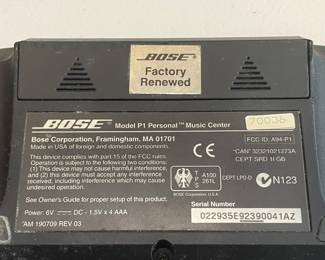 BOSE
Factory
Renewed
BOSE Model P1 Personal™ Music Center
70036
Bose Corporation, Framingham, MA 01701
Made in USA of foreign and domestic components
FCC ID: A94-P1
This device complies with part 15 of the FCC rules.
Operation is subject to the following two conditions:
(1) This device may not cause harmful
interference, and (2) this device must accept any
interference received, including interference
which may cause undesired operation.
"CAN" 32321021273A
CEPT SRD 1l GB
CE
BZT
A100
261L
CEPT LPD-D
N123
See Owner's Guide for proper setup of this device.
Power: 6V DC - 1.5V x 4 AAA
Serial Number
022935E92390041AZ
AM 190709 REV 03